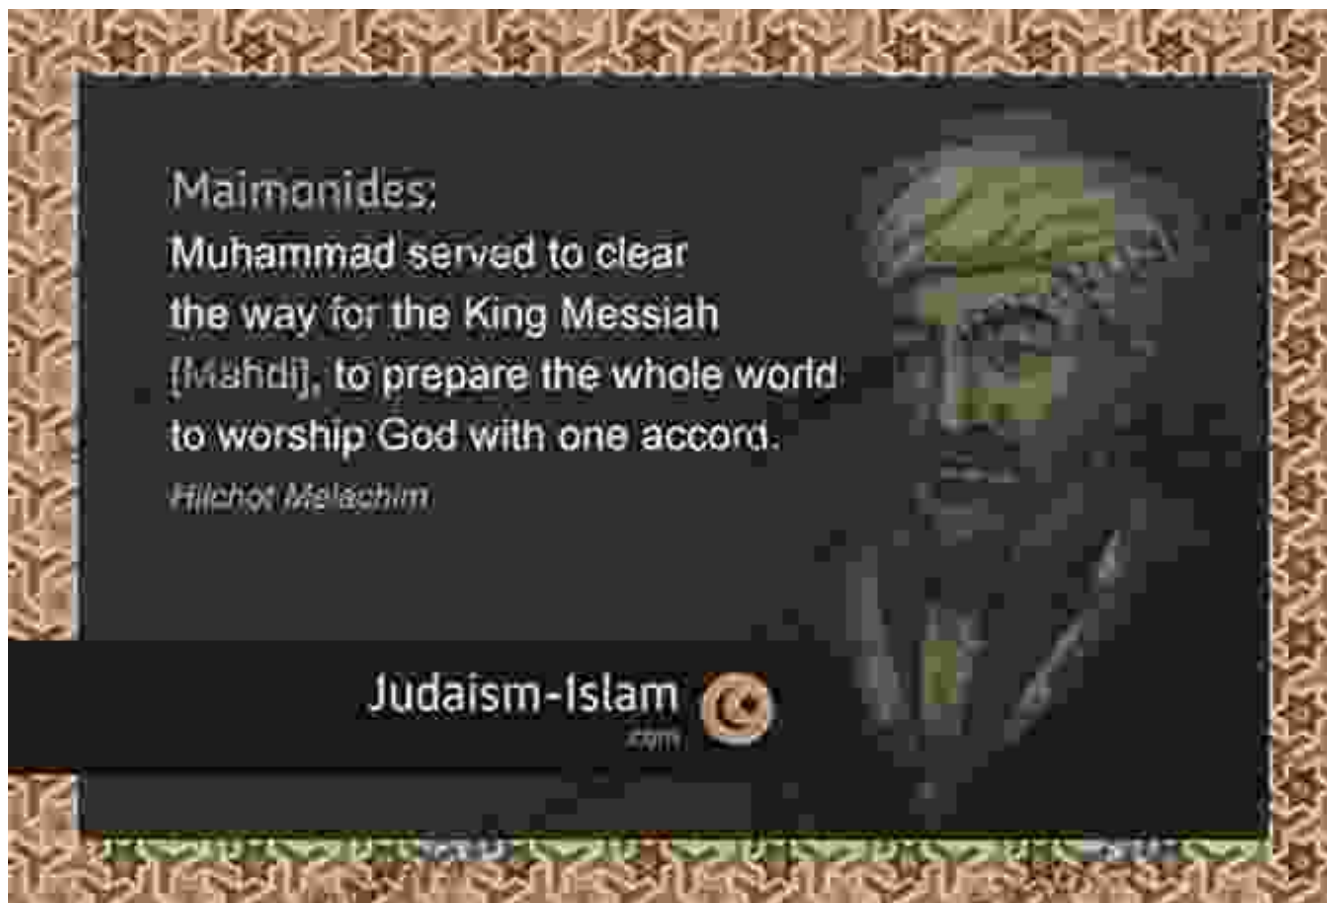 Maimonides:
Muhammad served to clear
the way for the King Messiah
[Mahdi], to prepare the whole world
to worship God with one accord.
Hilchot Melachim
Judaism-Islam
.com